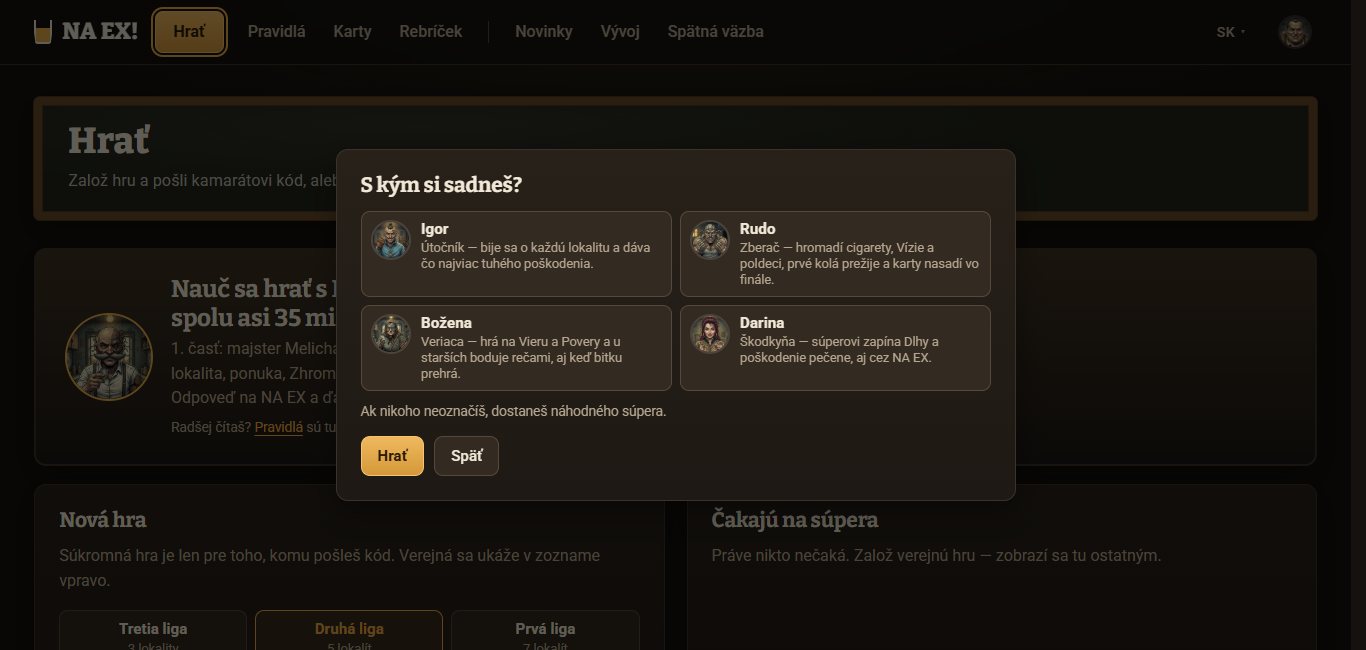 NA EX!
Hrať
Pravidlá
Karty
Rebríček
Novinky
Vývoj
Spätná väzba
SK
Hrať
Založ hru a pošli kamarátovi kód,
S kým si sadneš?
Igor
Útočník — bije sa o každú lokalitu a dáva
čo najviac tuhého poškodenia.
Rudo
Zberač — hromadí cigarety, Vízie a
poldeci, prvé kolá prežije a karty nasadí vo
finále.
Božena
Veriaca — hrá na Vieru a Povery a u
starších boduje rečami, aj keď bitku
prehrá.
Darina
Škodkyňa — súperovi zapína Dlhy a
poškodenie pečene, aj cez NA EX.
Ak nikoho neoznačíš, dostaneš náhodného súpera.
Hrať
Späť
Nauč sa hrať s
spolu asi 35
1. časť: majster
lokalita, ponuka,
Odpoveď na NA EX a
Radšej čítaš? Pravidlá sú
Nová hra
Súkromná hra je len pre toho, komu pošleš kód. Verejná sa ukáže v zozname
vpravo.
Tretia liga
3 lokality
Druhá liga
5 lokalít
Prvá liga
7 lokalít
Čakajú na súpera
Práve nikto nečaká. Založ verejnú hru — zobrazí sa tu ostatným.